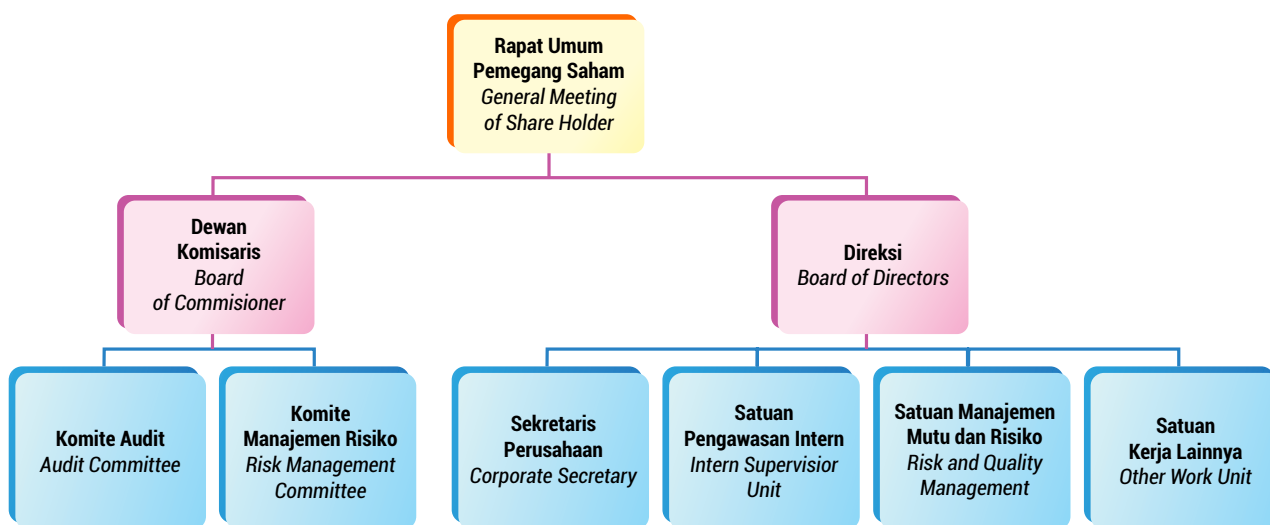 Rapat Umum
Pemegang Saham
General Meeting
of Share Holder
Dewan
Komisaris
Board
of Commisioner
Direksi
Board of Directors
Komite Audit
Audit Committee
Komite
Manajemen Risiko
Risk Management
Committee
Sekretaris
Perusahaan
Corporate Secretary
Satuan
Pengawasan Intern
Intern Supervisior
Unit
Satuan Manajemen
Mutu dan Risiko
Risk and Quality
Management
Satuan
Kerja Lainnya
Other Work Unit